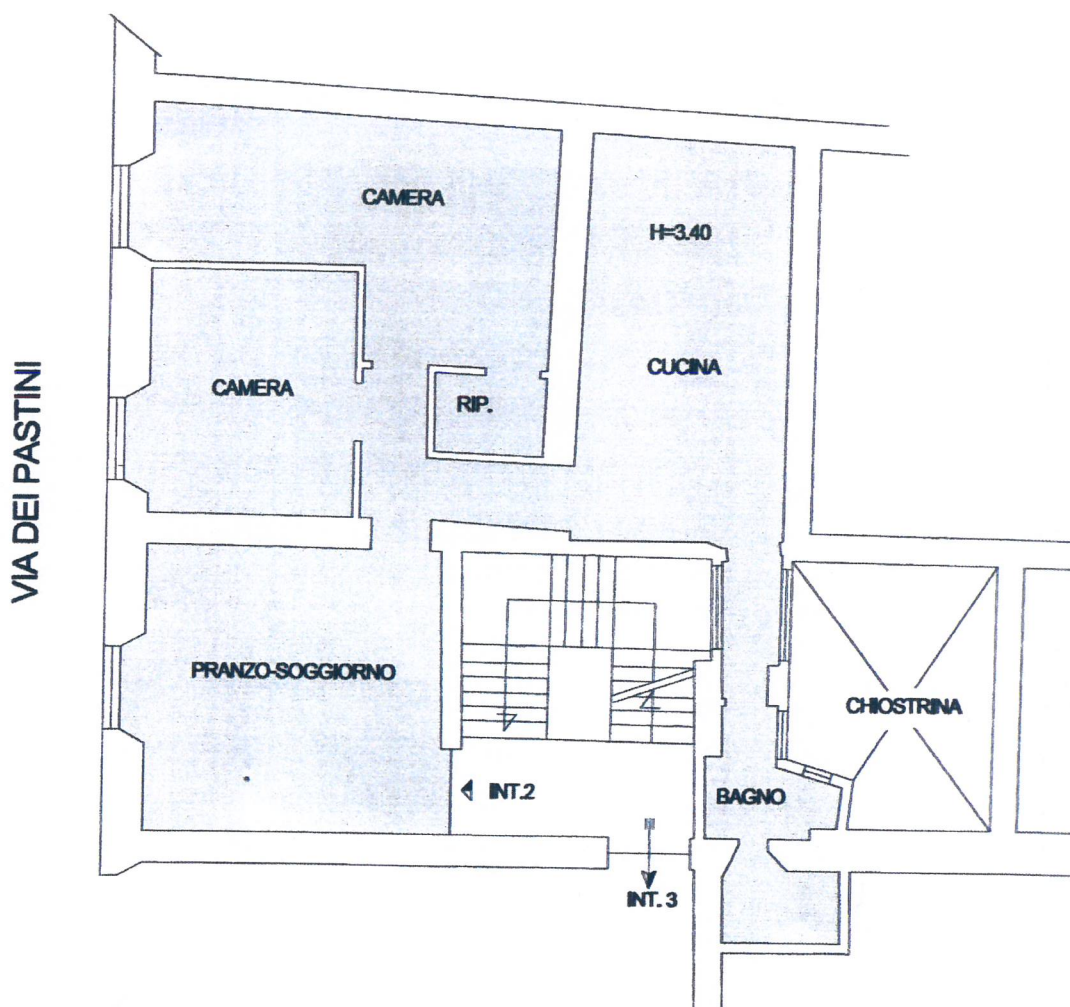 CAMERA
H=3.40
CUCINA
VIA DEI PASTINI
CAMERA
RIP.
PRANZO-SOGGIORNO
CHIOSTRINA
INT.2
BAGNO
INT. 3